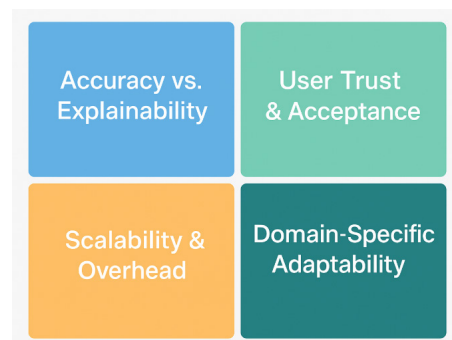 Accuracy vs.
Explainability
User Trust
& Acceptance
Scalability &
Overhead
Domain-Specific
Adaptability